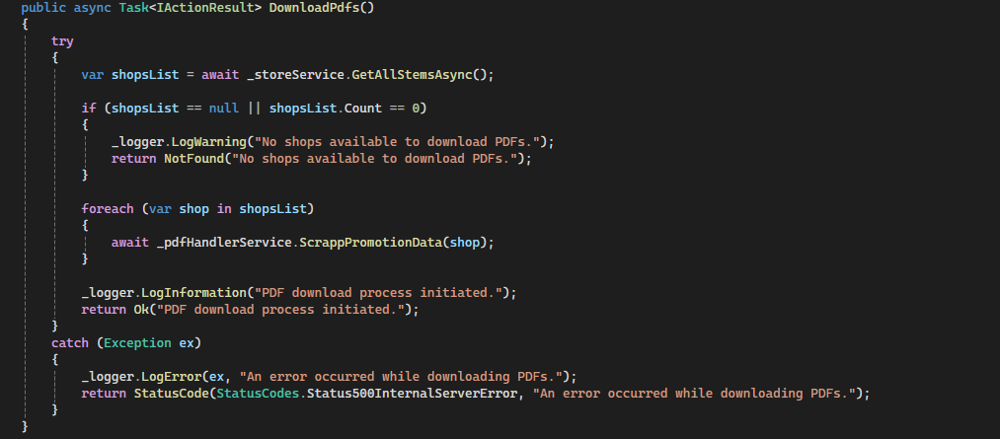 public async Task<IActionResult> DownloadPdfs()
{
    try
    {
        var shopsList = await _storeService.GetAllStemsAsync();

        if (shopsList == null || shopsList.Count == 0)
        {
            _logger.LogWarning("No shops available to download PDFs.");
            return NotFound("No shops available to download PDFs.");
        }

        foreach (var shop in shopsList)
        {
            await _pdfHandlerService.ScrappPromotionData(shop);
        }

        _logger.LogInformation("PDF download process initiated.");
        return Ok("PDF download process initiated.");
    }
    catch (Exception ex)
    {
        _logger.LogError(ex, "An error occurred while downloading PDFs.");
        return StatusCode(StatusCodes.Status500InternalServerError, "An error occurred while downloading PDFs.");
    }
}